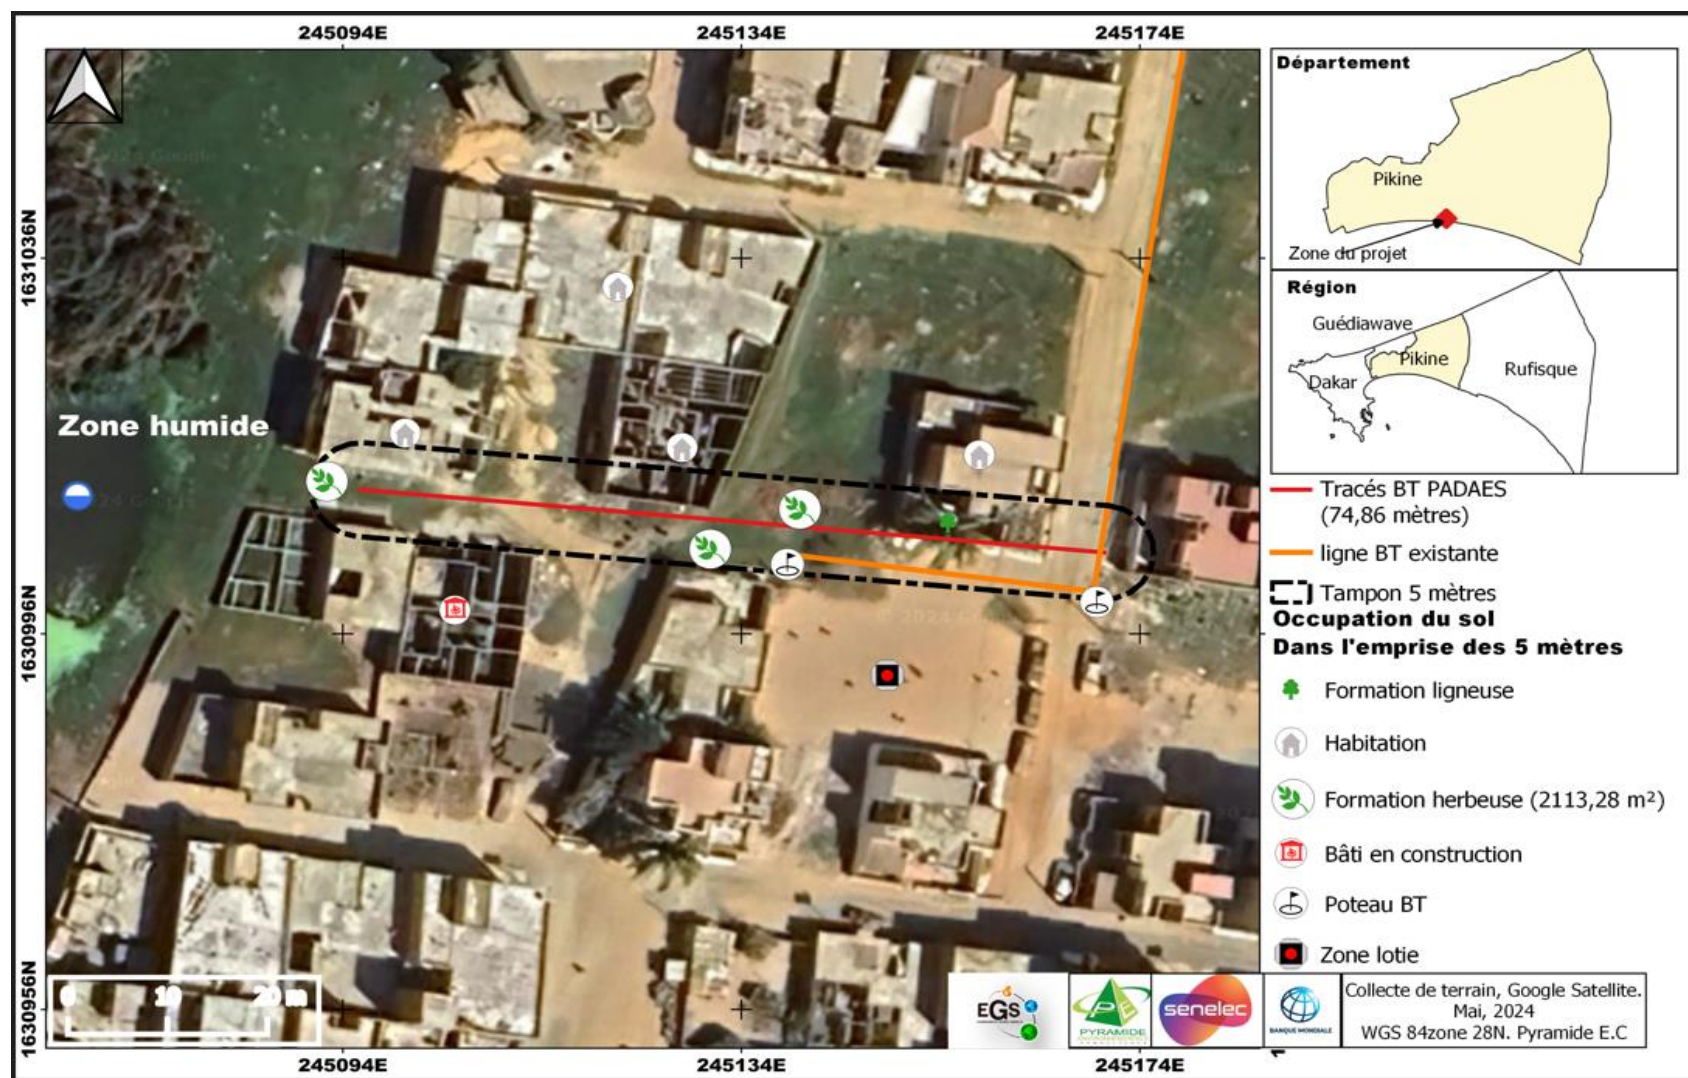 245094E
245134E
245174E
1631036N
1630996N
1630956N
Zone humide
0 10 20 m
245094E
245134E
245174E
Département
Pikine
Zone du projet
Région
Guédiawave
Pikine
Dakar
Rufisque
Tracés BT PADAES
(74,86 mètres)
ligne BT existante
Tampon 5 mètres
Occupation du sol
Dans l'emprise des 5 mètres
Formation ligneuse
Habitation
Formation herbeuse (2113,28 m²)
Bâti en construction
Poteau BT
Zone lotie
EGS
PE
PYRAMIDE
senelec
BANQUE MONDIALE
Collecte de terrain, Google Satellite.
Mai, 2024
WGS 84zone 28N. Pyramide E.C